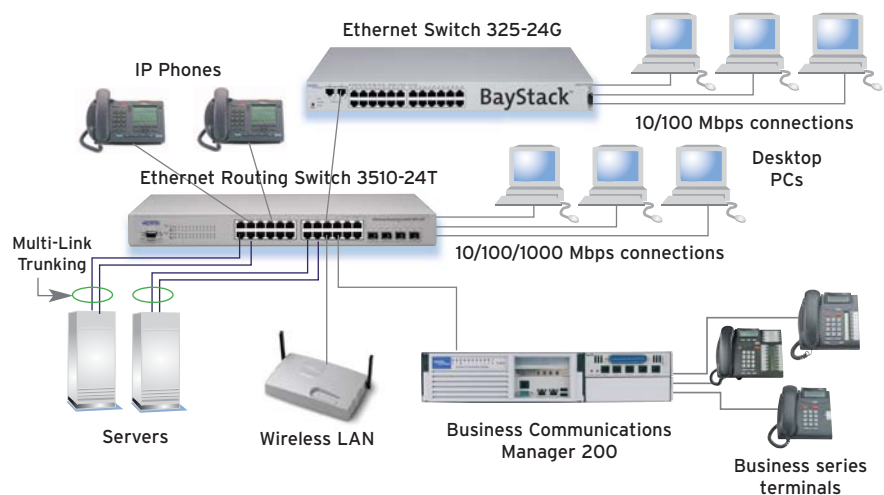 Ethernet Switch 325-24G
IP Phones
BayStack
10/100 Mbps connections
Desktop
PCs
Ethernet Routing Switch 3510-24T
10/100/1000 Mbps connections
Multi-Link
Trunking
Servers
Wireless LAN
Business Communications
Manager 200
Business series
terminals